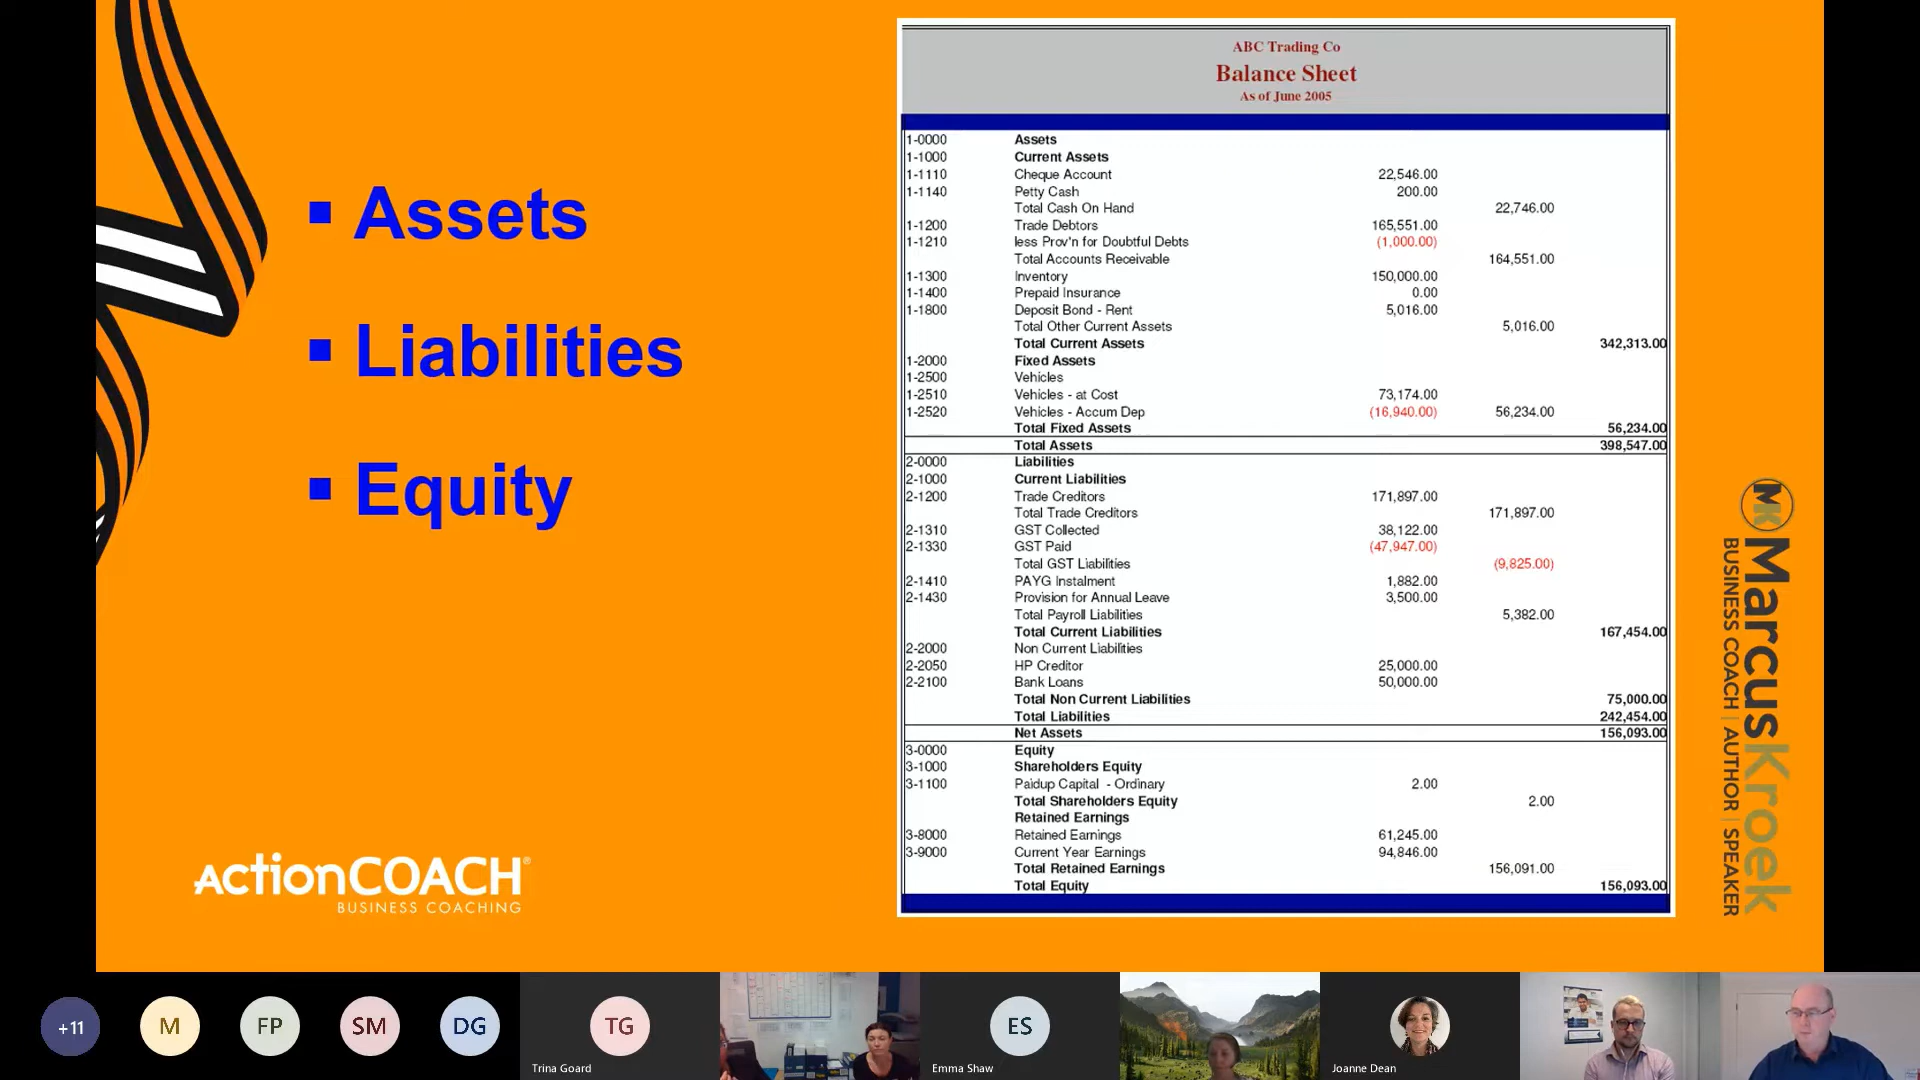 Assets
Liabilities
Equity
actionCOACH®
BUSINESS COACHING
ABC Trading Co
Balance Sheet
As of June 2005
1-0000 Assets
1-1000 Current Assets
1-1110 Cheque Account 22,546.00
1-1140 Petty Cash 200.00
Total Cash On Hand 22,746.00
1-1200 Trade Debtors 165,551.00
1-1210 less Prov'n for Doubtful Debts (1,000.00)
Total Accounts Receivable 164,551.00
1-1300 Inventory 150,000.00
1-1400 Prepaid Insurance 0.00
1-1800 Deposit Bond - Rent 5,016.00
Total Other Current Assets 5,016.00
Total Current Assets 342,313.00
1-2000 Fixed Assets
1-2500 Vehicles
1-2510 Vehicles - at Cost 73,174.00
1-2520 Vehicles - Accum Dep (16,940.00) 56,234.00
Total Fixed Assets 56,234.00
Total Assets 398,547.00
2-0000 Liabilities
2-1000 Current Liabilities
2-1200 Trade Creditors 171,897.00
Total Trade Creditors 171,897.00
2-1310 GST Collected 38,122.00
2-1330 GST Paid (47,947.00)
Total GST Liabilities (9,825.00)
2-1410 PAYG Instalment 1,882.00
2-1430 Provision for Annual Leave 3,500.00
Total Payroll Liabilities 5,382.00
Total Current Liabilities 167,454.00
2-2000 Non Current Liabilities
2-2050 HP Creditor 25,000.00
2-2100 Bank Loans 50,000.00
Total Non Current Liabilities 75,000.00
Total Liabilities 242,454.00
Net Assets 156,093.00
3-0000 Equity
3-1000 Shareholders Equity
3-1100 Paidup Capital - Ordinary 2.00
Total Shareholders Equity 2.00
Retained Earnings
3-8000 Retained Earnings 61,245.00
3-9000 Current Year Earnings 94,846.00
Total Retained Earnings 156,091.00
Total Equity 156,093.00
MK MarcusKroek
BUSINESS COACH | AUTHOR | SPEAKER
+11
M
FP
SM
DG
TG
Trina Goard
ES
Emma Shaw
Joanne Dean